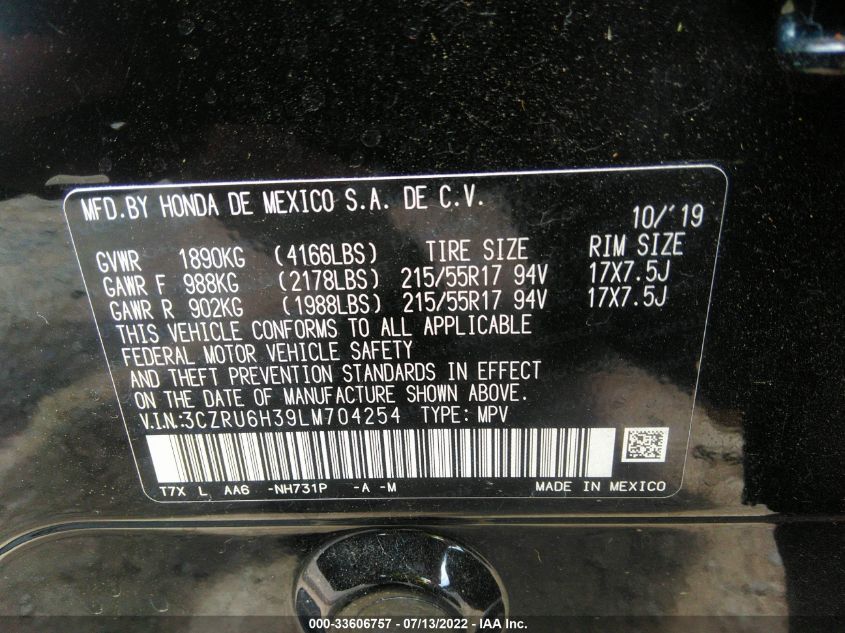 MFD.BY HONDA DE MEXICO S.A. DE C.V.
10/'19
GVWR 1890KG (4166LBS) TIRE SIZE RIM SIZE
GAWR F 988KG (2178LBS) 215/55R17 94V 17X7.5J
GAWR R 902KG (1988LBS) 215/55R17 94V 17X7.5J
THIS VEHICLE CONFORMS TO ALL APPLICABLE
FEDERAL MOTOR VEHICLE SAFETY
AND THEFT PREVENTION STANDARDS IN EFFECT
ON THE DATE OF MANUFACTURE SHOWN ABOVE.
V.I.N:3CZRU6H39LM704254 TYPE: MPV
T7X L AA6 -NH731P -A -M MADE IN MEXICO
000-33606757 - 07/13/2022 - IAA Inc.